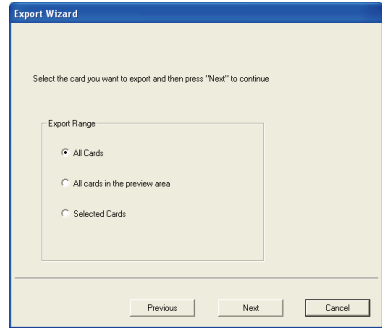 Export Wizard
Select the card you want to export and then press "Next" to continue
Export Range
All Cards
All cards in the preview area
Selected Cards
Previous Next Cancel